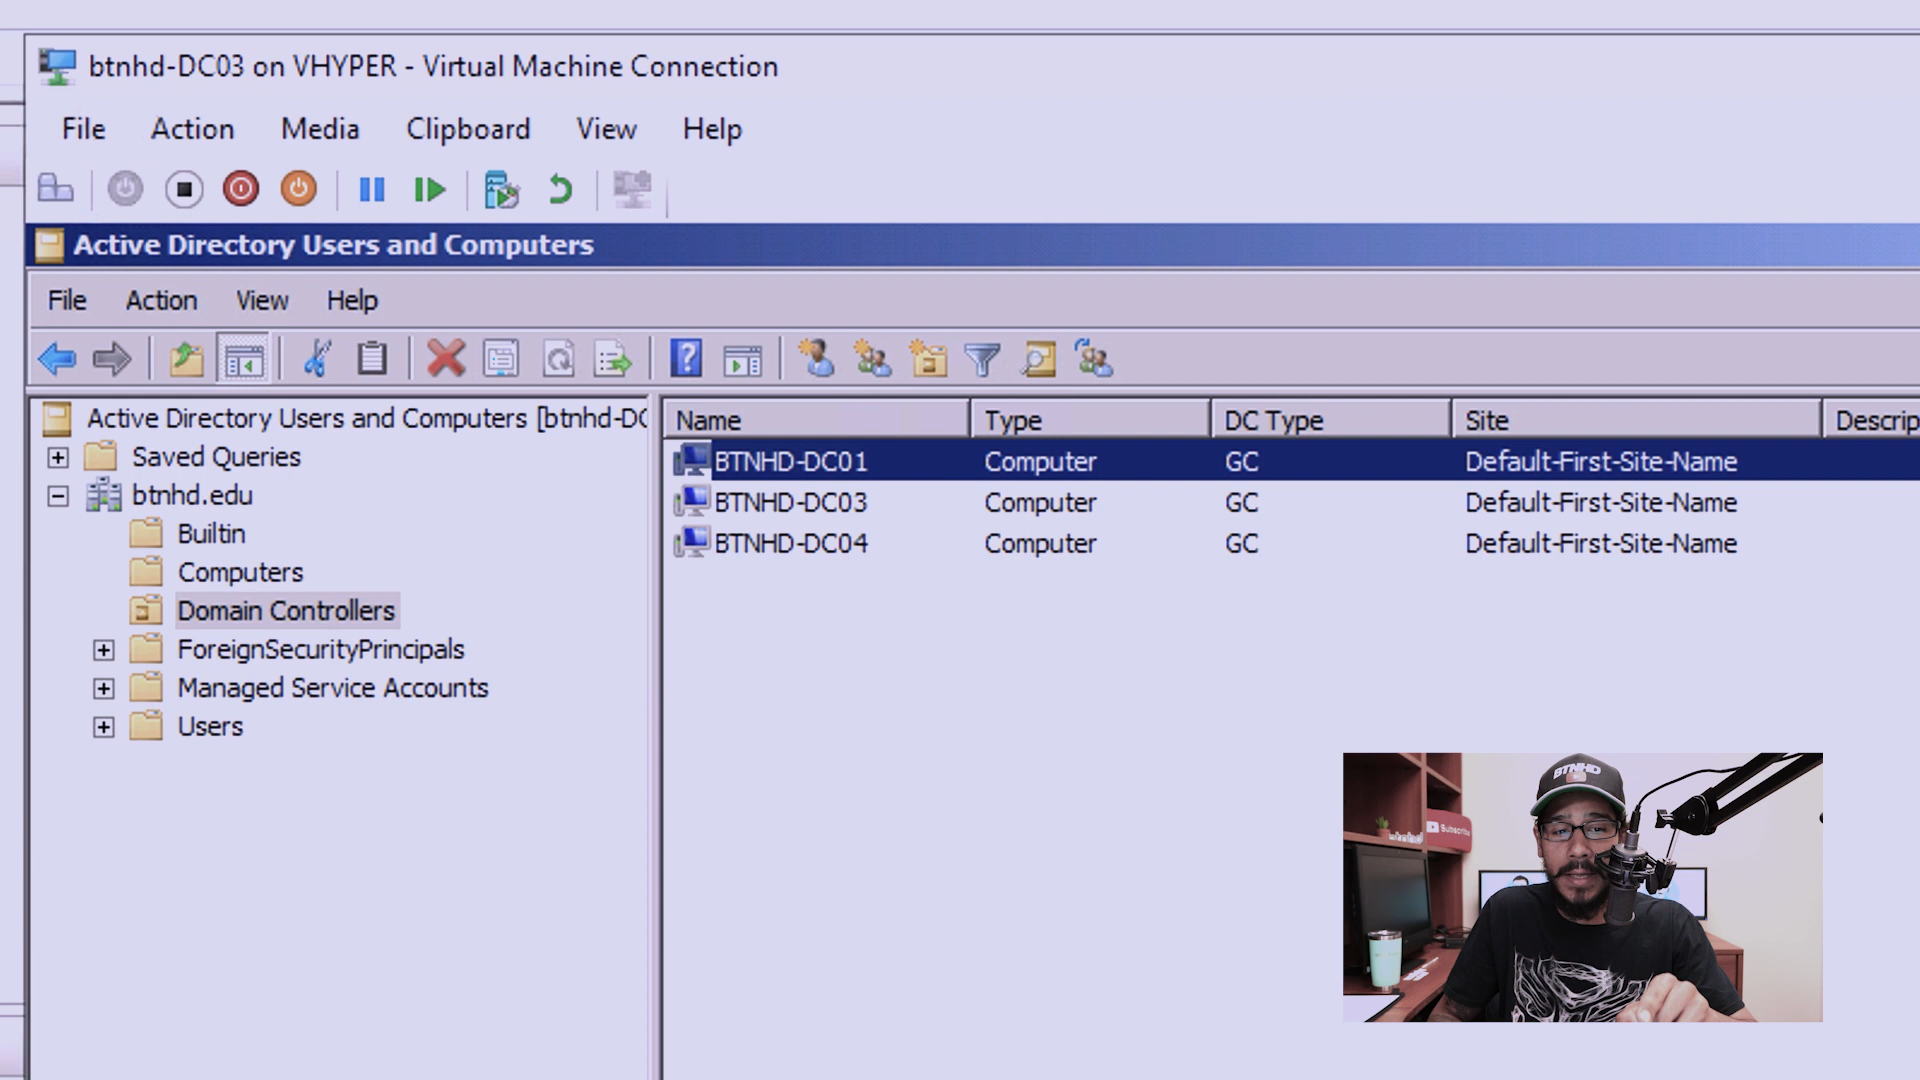 btnhd-DC03 on VHYPER - Virtual Machine Connection
File Action Media Clipboard View Help
Active Directory Users and Computers
File Action View Help
Active Directory Users and Computers [btnhd-DC
Saved Queries
btnhd.edu
Builtin
Computers
Domain Controllers
ForeignSecurityPrincipals
Managed Service Accounts
Users
Name Type DC Type Site Descrip
BTNHD-DC01 Computer GC Default-First-Site-Name
BTNHD-DC03 Computer GC Default-First-Site-Name
BTNHD-DC04 Computer GC Default-First-Site-Name
BTNHD
Subscribe